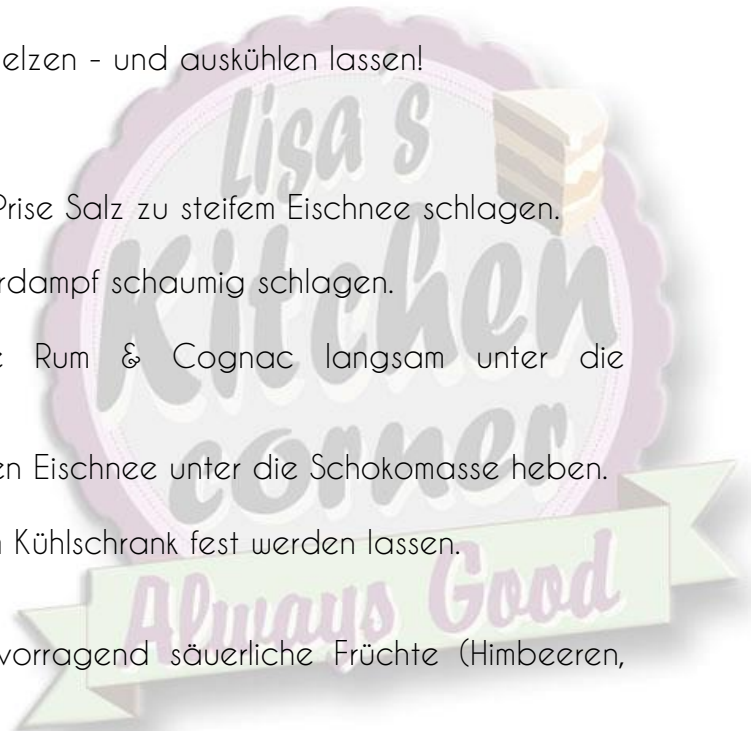 elzen - und auskühlen lassen!
Lisa's
Prise Salz zu steifem Eischnee schlagen.
Kitchen
rdampf schaumig schlagen.
e Rum & Cognac langsam unter die
corner
en Eischnee unter die Schokomasse heben.
n Kühlschrank fest werden lassen.
Always Good
vorragend säuerliche Früchte (Himbeeren,